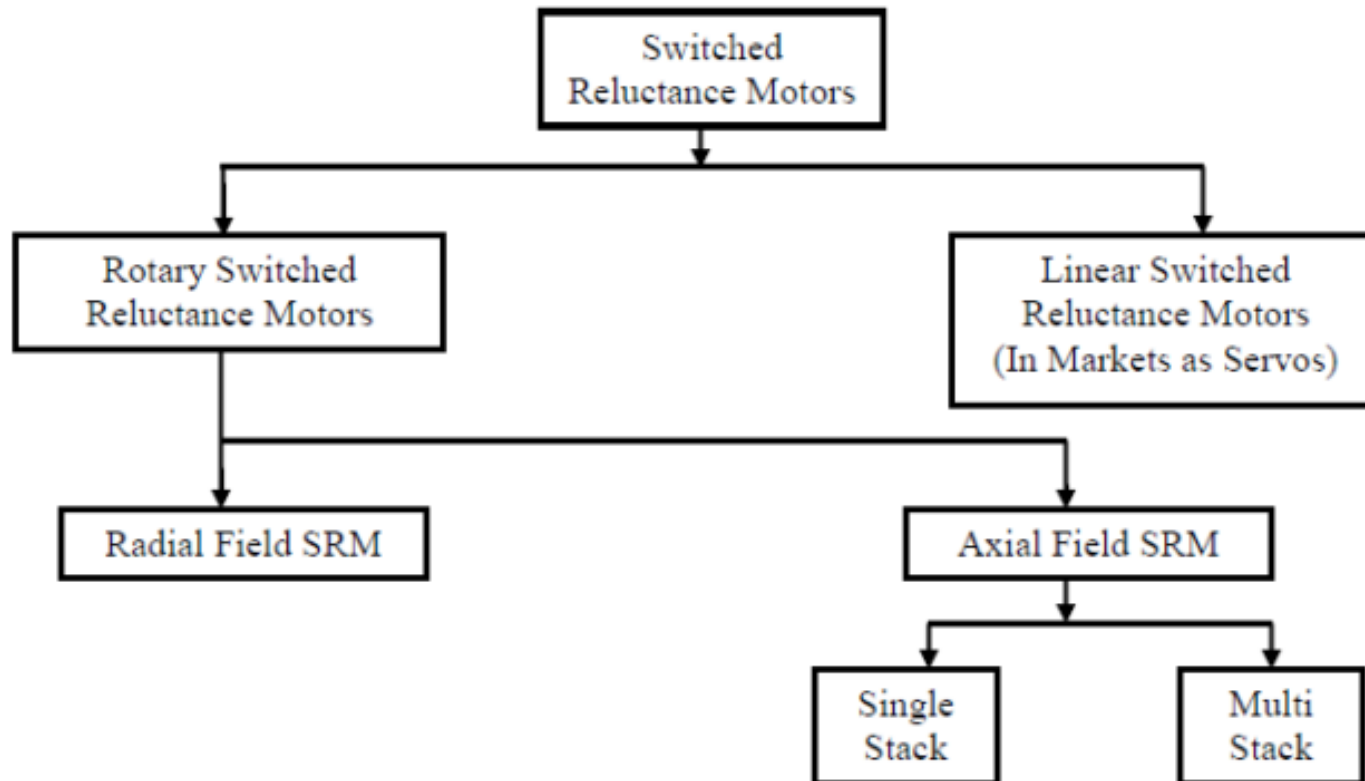 Switched
Reluctance Motors
Rotary Switched
Reluctance Motors
Linear Switched
Reluctance Motors
(In Markets as Servos)
Radial Field SRM
Axial Field SRM
Single
Stack
Multi
Stack